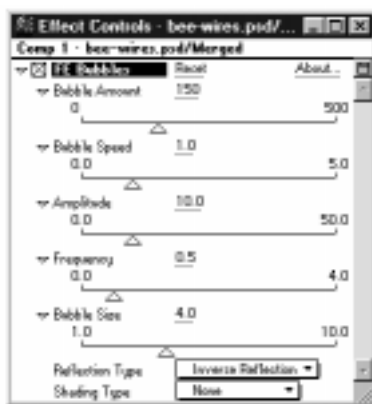 Effect Controls - bee-wires.psd/...
Comp 1 - bee-wires.psd/Merged
FE Bubbles Reset About...
Bubble Amount 150
0 500
Bubble Speed 1.0
0.0 5.0
Amplitude 10.0
0.0 50.0
Frequency 0.5
0.0 4.0
Bubble Size 4.0
1.0 10.0
Reflection Type Inverse Reflection
Shading Type None